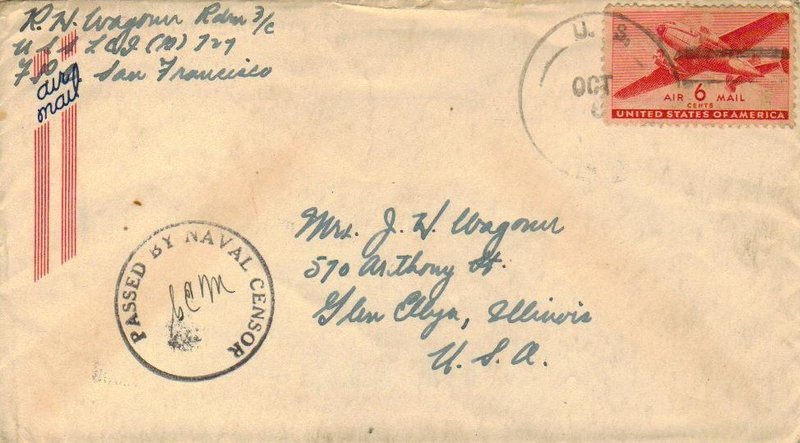 R. W. Wagoner Rdm 3/c
U S S L C I (M) 727
F.P.O. San Francisco
air
mail
U. S.
OCT
AIR 6 MAIL
CENTS
UNITED STATES OF AMERICA
Mrs. J. W. Wagoner
570 Anthony St.
Glen Ellyn, Illinois
U. S. A.
PASSED BY NAVAL CENSOR